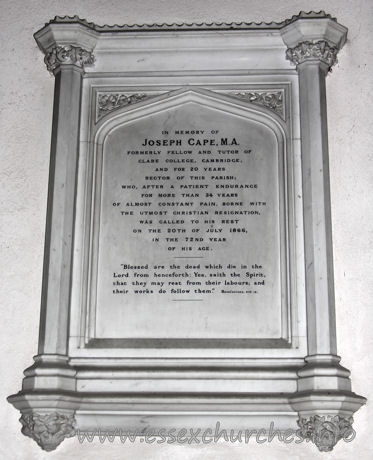 IN MEMORY OF
JOSEPH CAPE, M.A.
FORMERLY FELLOW AND TUTOR OF
CLARE COLLEGE, CAMBRIDGE,
AND FOR 20 YEARS
RECTOR OF THIS PARISH;
WHO, AFTER A PATIENT ENDURANCE
FOR MORE THAN 34 YEARS
OF ALMOST CONSTANT PAIN, BORNE WITH
THE UTMOST CHRISTIAN RESIGNATION,
WAS CALLED TO HIS REST
ON THE 20TH OF JULY 1866,
IN THE 72ND YEAR
OF HIS AGE.
"Blessed are the dead which die in the
Lord from henceforth: Yea, saith the Spirit,
that they may rest from their labours; and
their works do follow them."
www.essexchurches.info